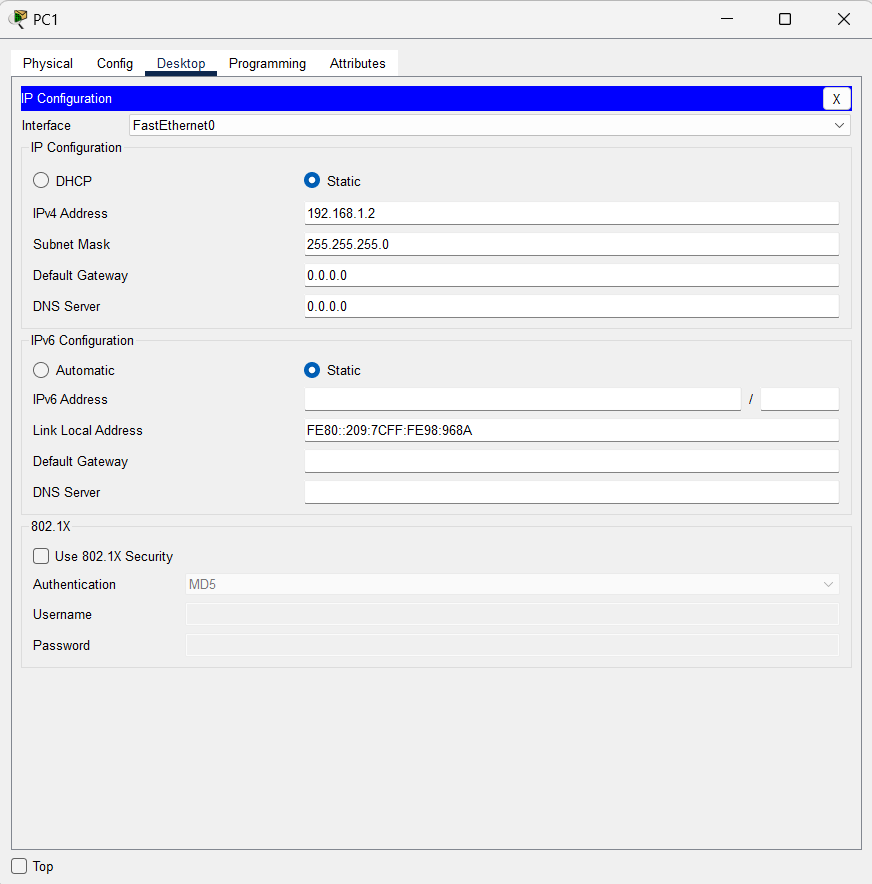 PC1
Physical Config Desktop Programming Attributes
IP Configuration X
Interface FastEthernet0
IP Configuration
DHCP Static
IPv4 Address 192.168.1.2
Subnet Mask 255.255.255.0
Default Gateway 0.0.0.0
DNS Server 0.0.0.0
IPv6 Configuration
Automatic Static
IPv6 Address /
Link Local Address FE80::209:7CFF:FE98:968A
Default Gateway
DNS Server
802.1X
Use 802.1X Security
Authentication MD5
Username
Password
Top